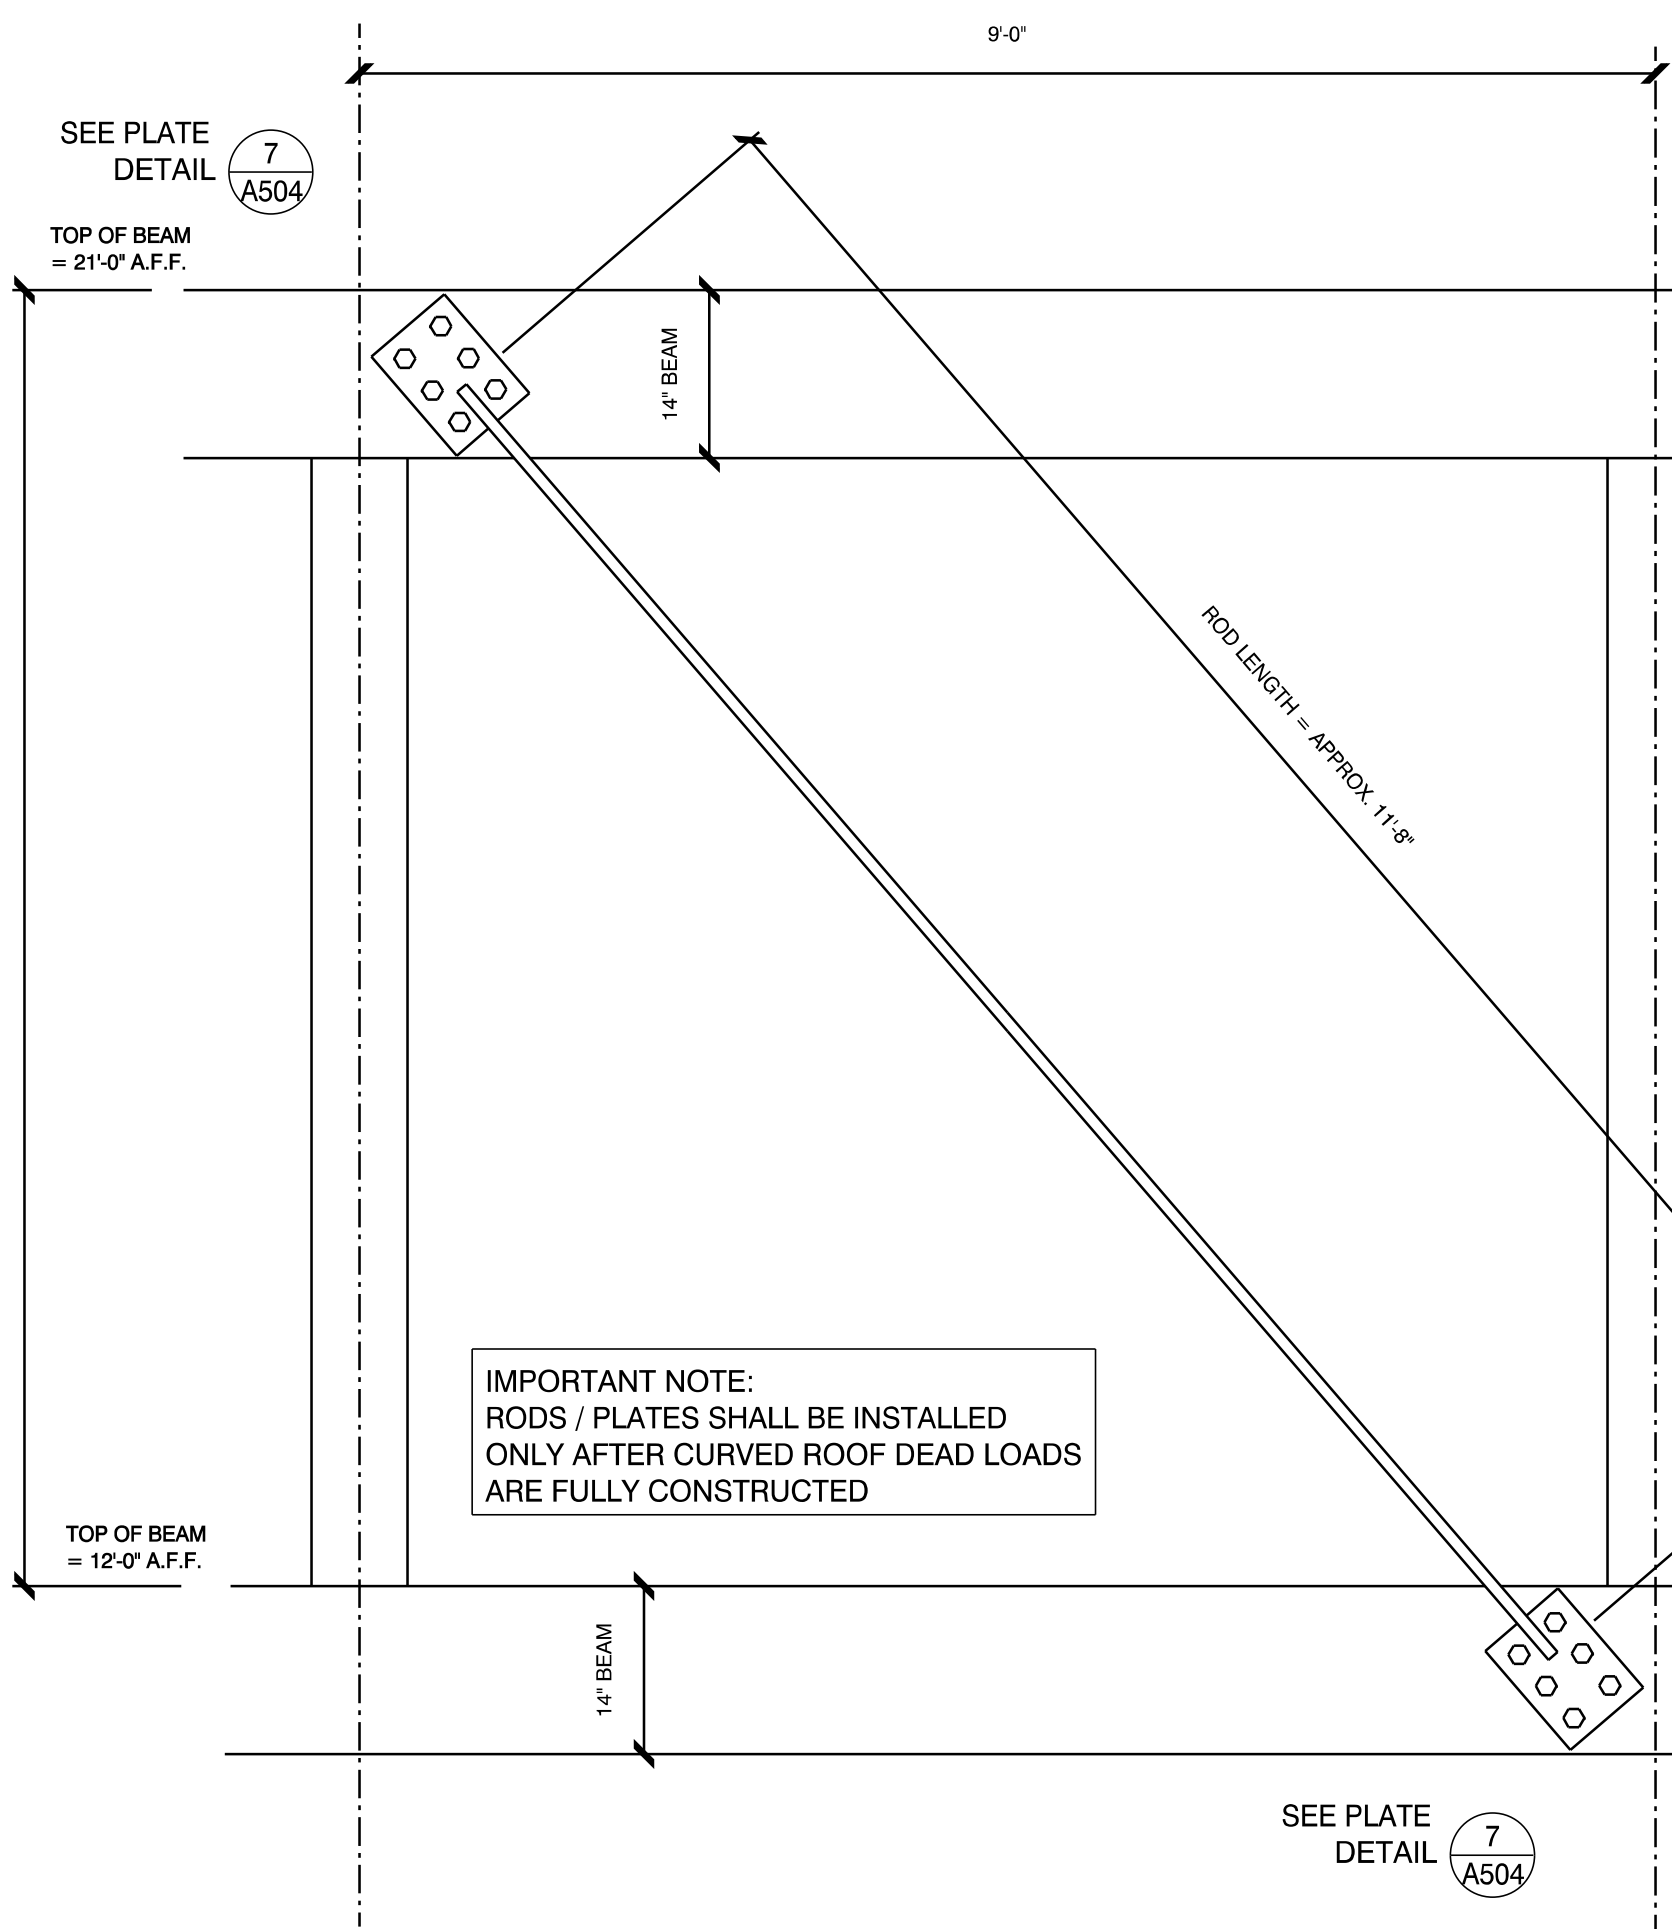 9'-0"
SEE PLATE
DETAIL
7
A504
TOP OF BEAM
= 21'-0" A.F.F.
14" BEAM
ROD LENGTH = APPROX. 11'-8"
IMPORTANT NOTE:
RODS / PLATES SHALL BE INSTALLED
ONLY AFTER CURVED ROOF DEAD LOADS
ARE FULLY CONSTRUCTED
TOP OF BEAM
= 12'-0" A.F.F.
14" BEAM
SEE PLATE
DETAIL
7
A504